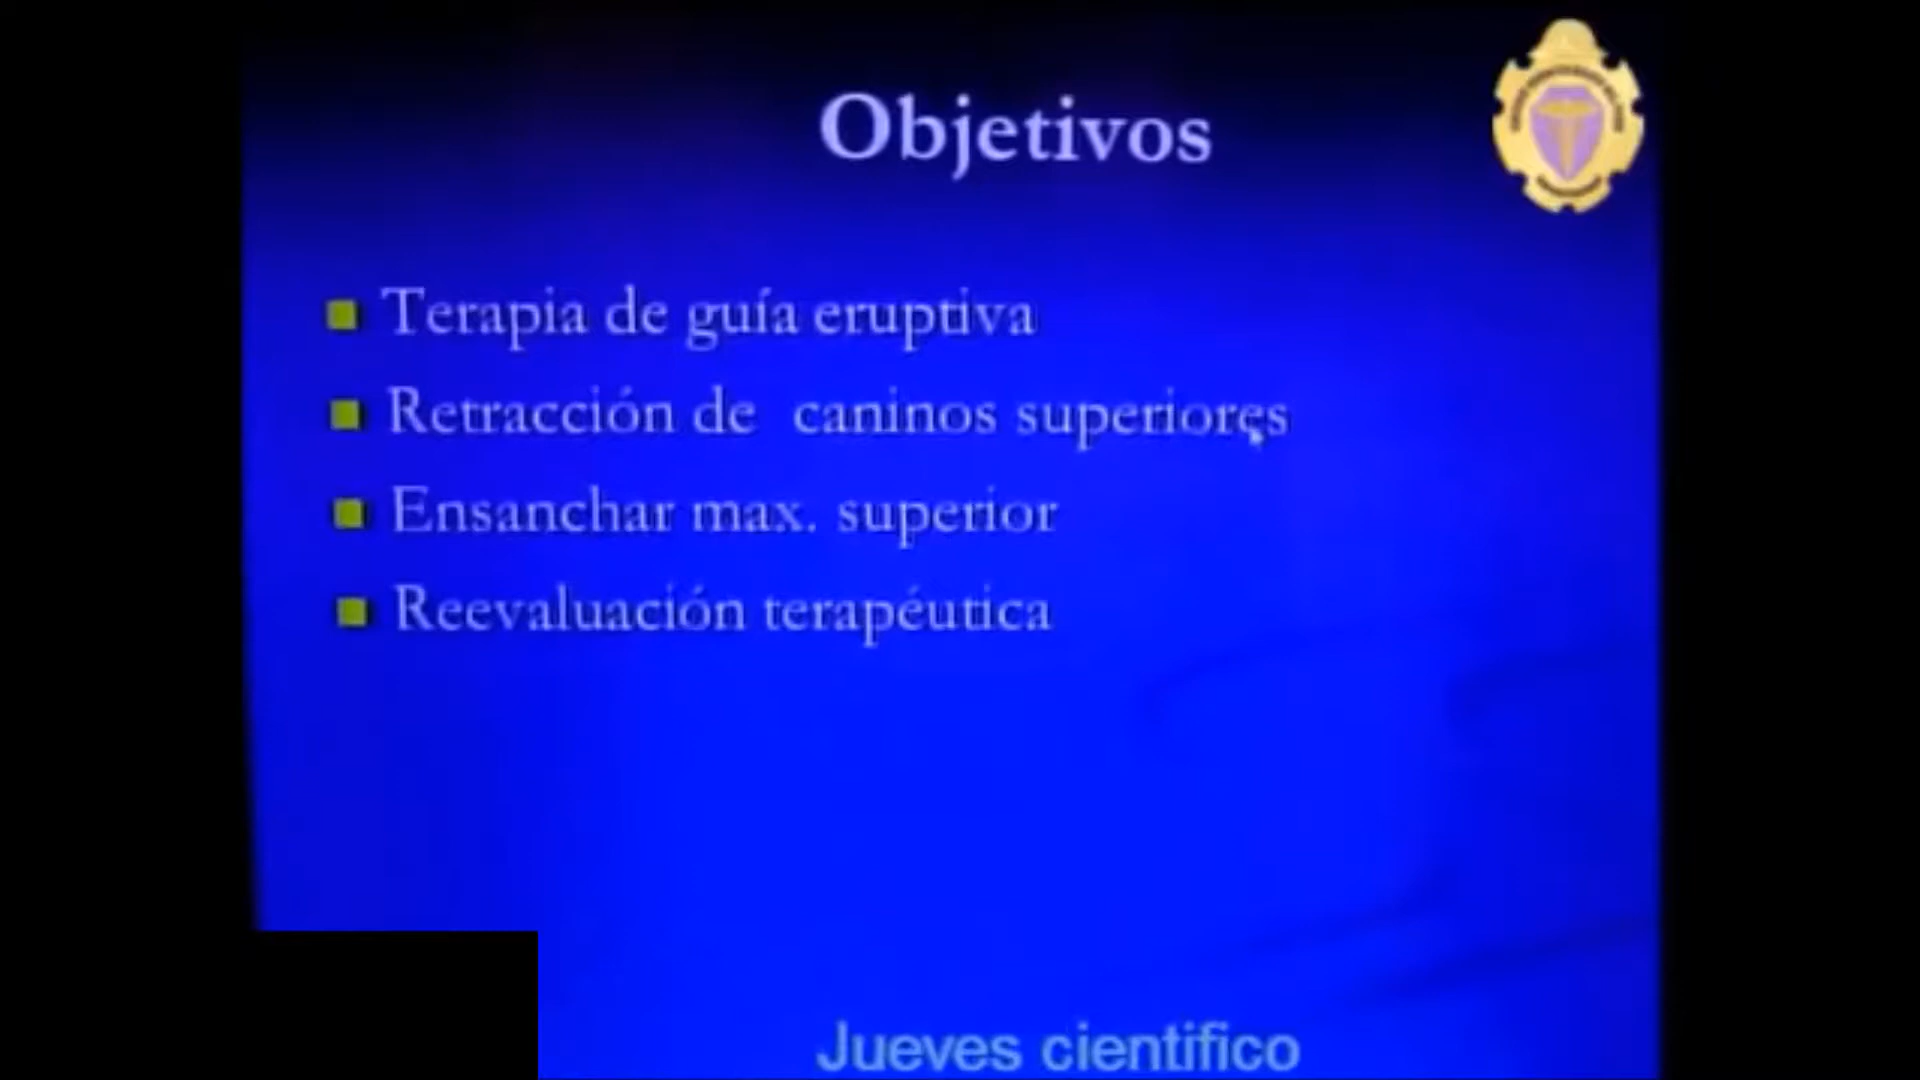 Objetivos
Terapia de guía eruptiva
Retracción de caninos superiores
Ensanchar max. superior
Reevaluación terapéutica
Jueves cientifico